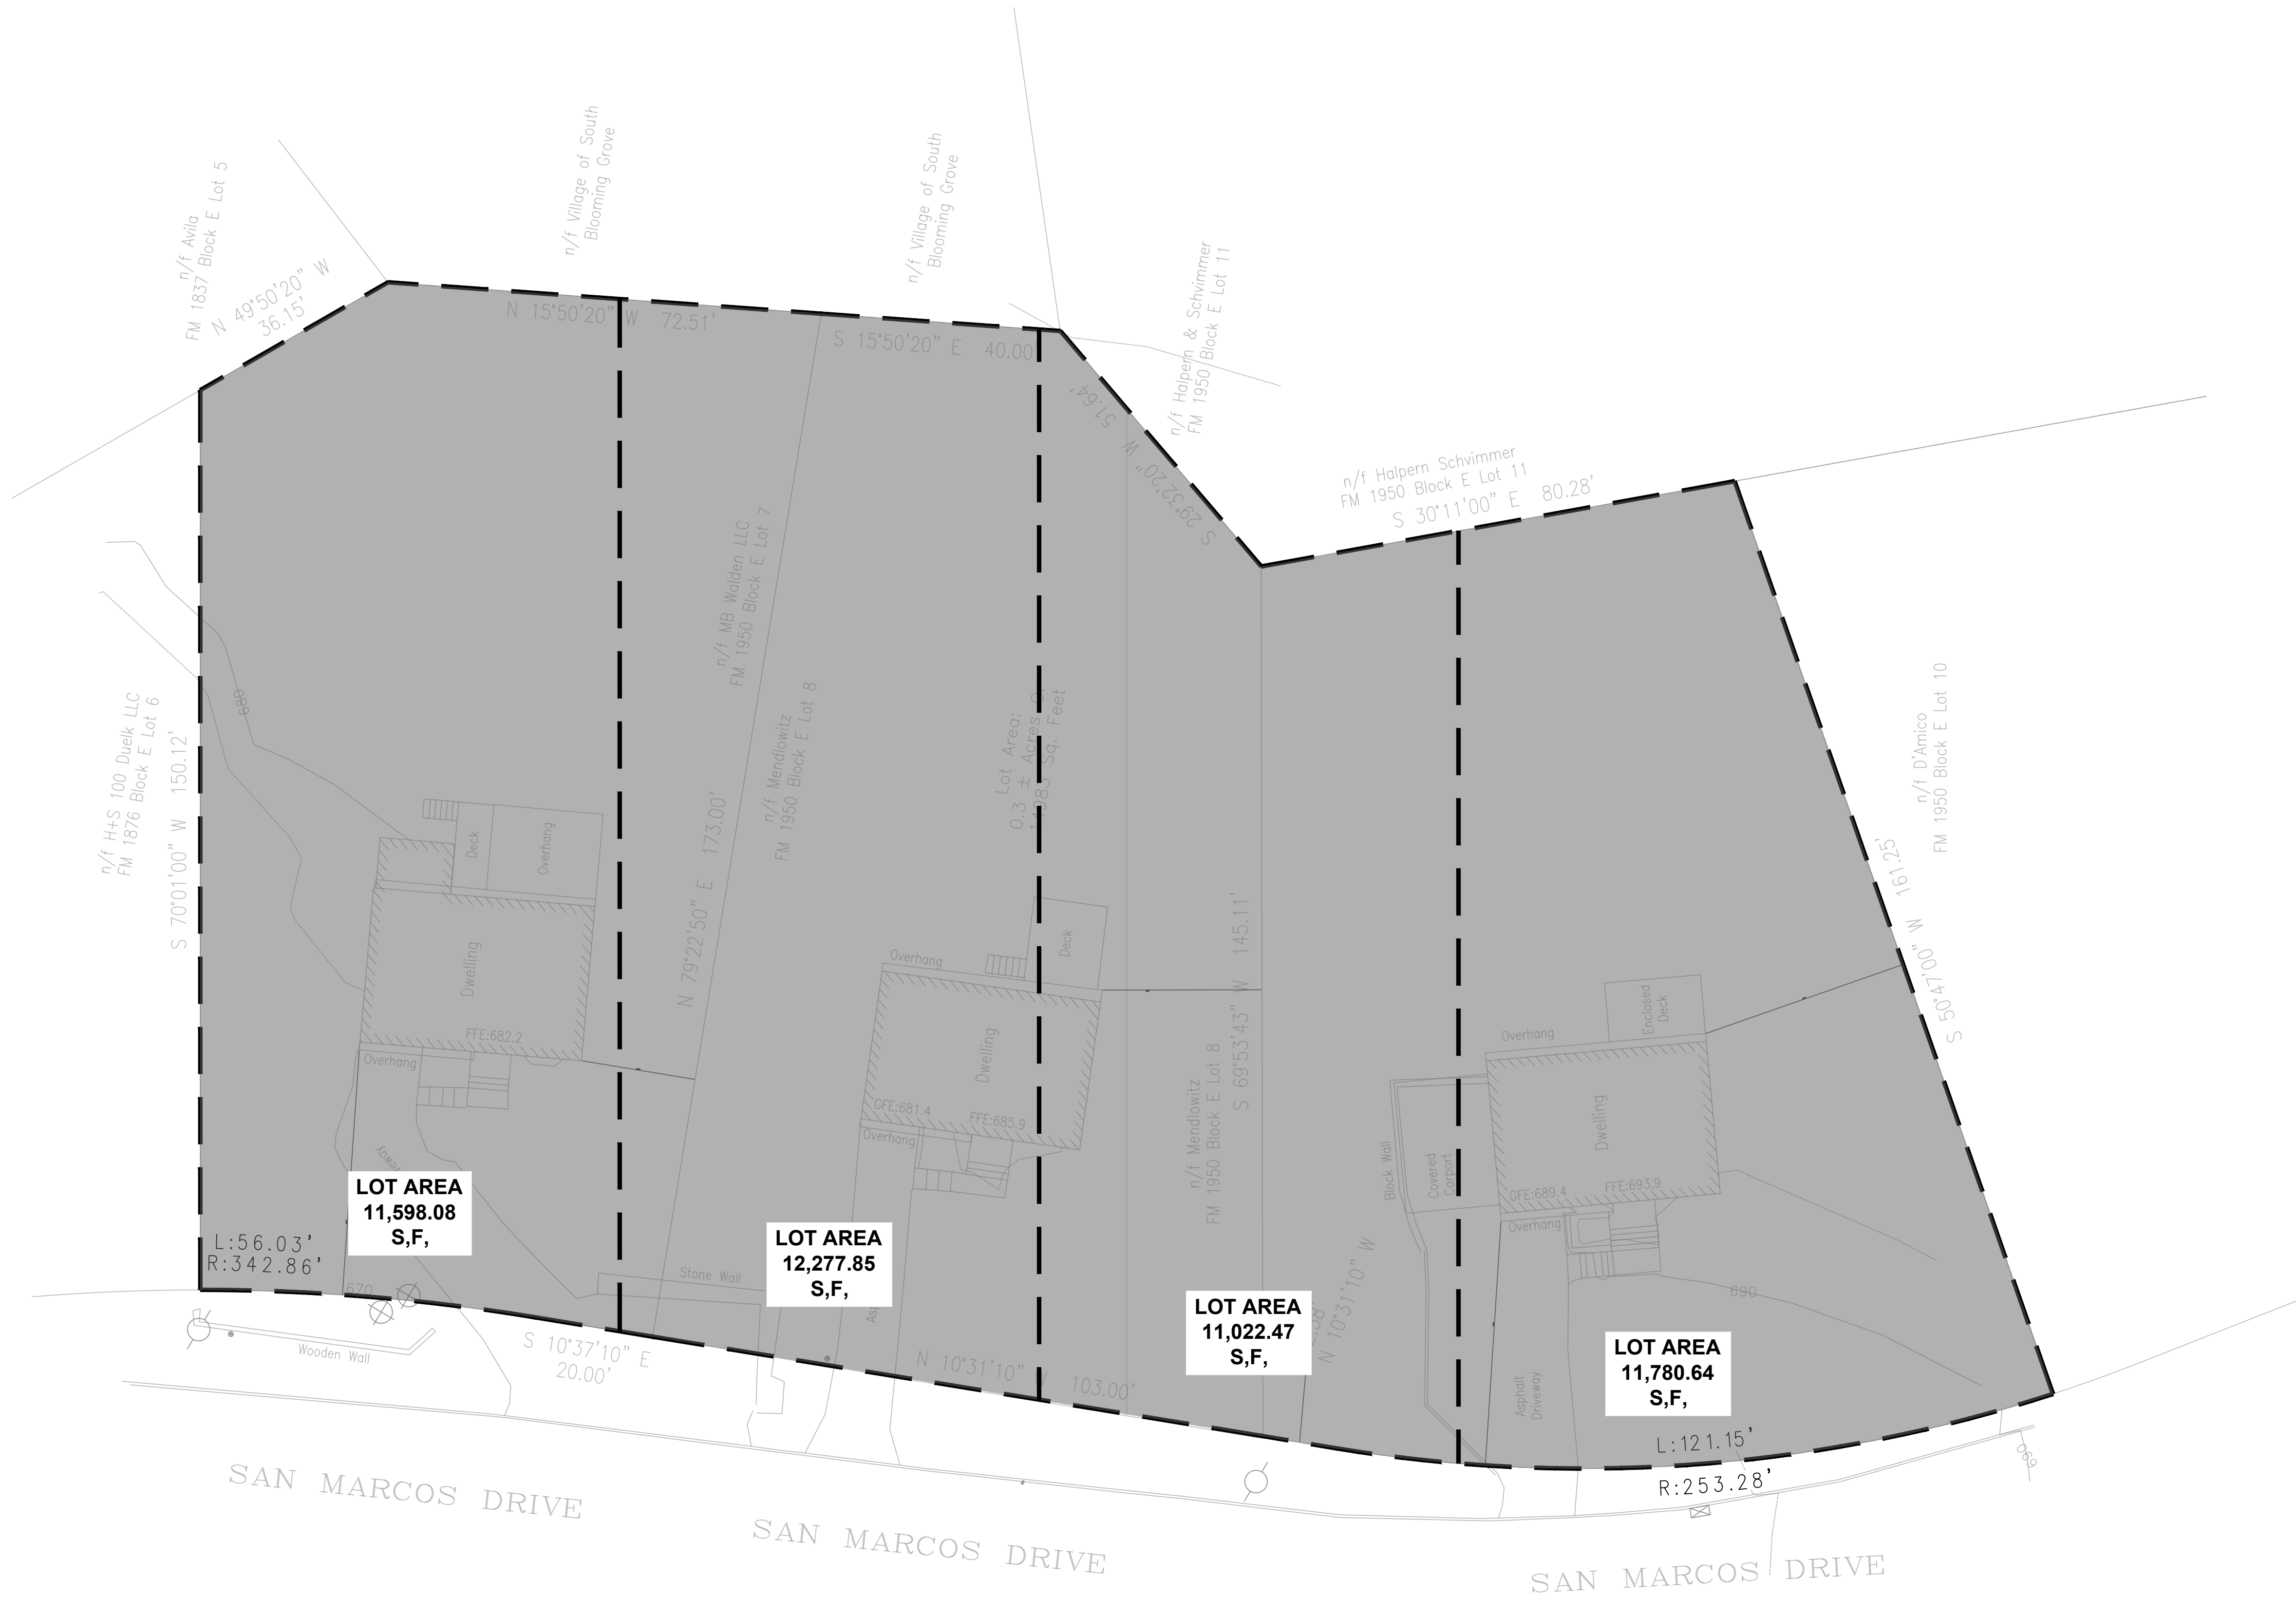 n/f Avila
FM 1837 Block E Lot 5
N 49°50'20" W
36.15'
n/f Village of South
Blooming Grove
n/f Village of South
Blooming Grove
n/f Halpern & Schvimmer
FM 1950 Block E Lot 11
N 15°50'20" W 72.51'
S 15°50'20" E 40.00'
S 29°32'20" W 51.64'
n/f Halpern Schvimmer
FM 1950 Block E Lot 11
S 30°11'00" E 80.28'
n/f H+S 100 Duelk LLC
FM 1876 Block E Lot 6
S 70°01'00" W 150.12'
680
n/f MB Walden LLC
FM 1950 Block E Lot 7
N 79°22'50" E 173.00'
n/f Mendlowitz
FM 1950 Block E Lot 8
Lot Area:
0.3 ± Acres
14983 Sq. Feet
n/f D'Amico
FM 1950 Block E Lot 10
S 50°47'00" W 161.25'
Deck
Overhang
Dwelling
FFE:682.2
Overhang
Overhang
Deck
Dwelling
GFE:681.4
FFE:685.9
Overhang
S 69°53'43" W 145.11'
n/f Mendlowitz
FM 1950 Block E Lot 8
Overhang
Enclosed
Deck
Dwelling
GFE:689.4
FFE:693.9
Overhang
Block Wall
Covered
Carport
LOT AREA
11,598.08
S,F,
LOT AREA
12,277.85
S,F,
LOT AREA
11,022.47
S,F,
LOT AREA
11,780.64
S,F,
L:56.03'
R:342.86'
670
Stone Wall
Wooden Wall
S 10°37'10" E
20.00'
N 10°31'10" 103.00'
N 10°31'10" W
Asphalt
Driveway
690
L:121.15'
R:253.28'
690
SAN MARCOS DRIVE
SAN MARCOS DRIVE
SAN MARCOS DRIVE